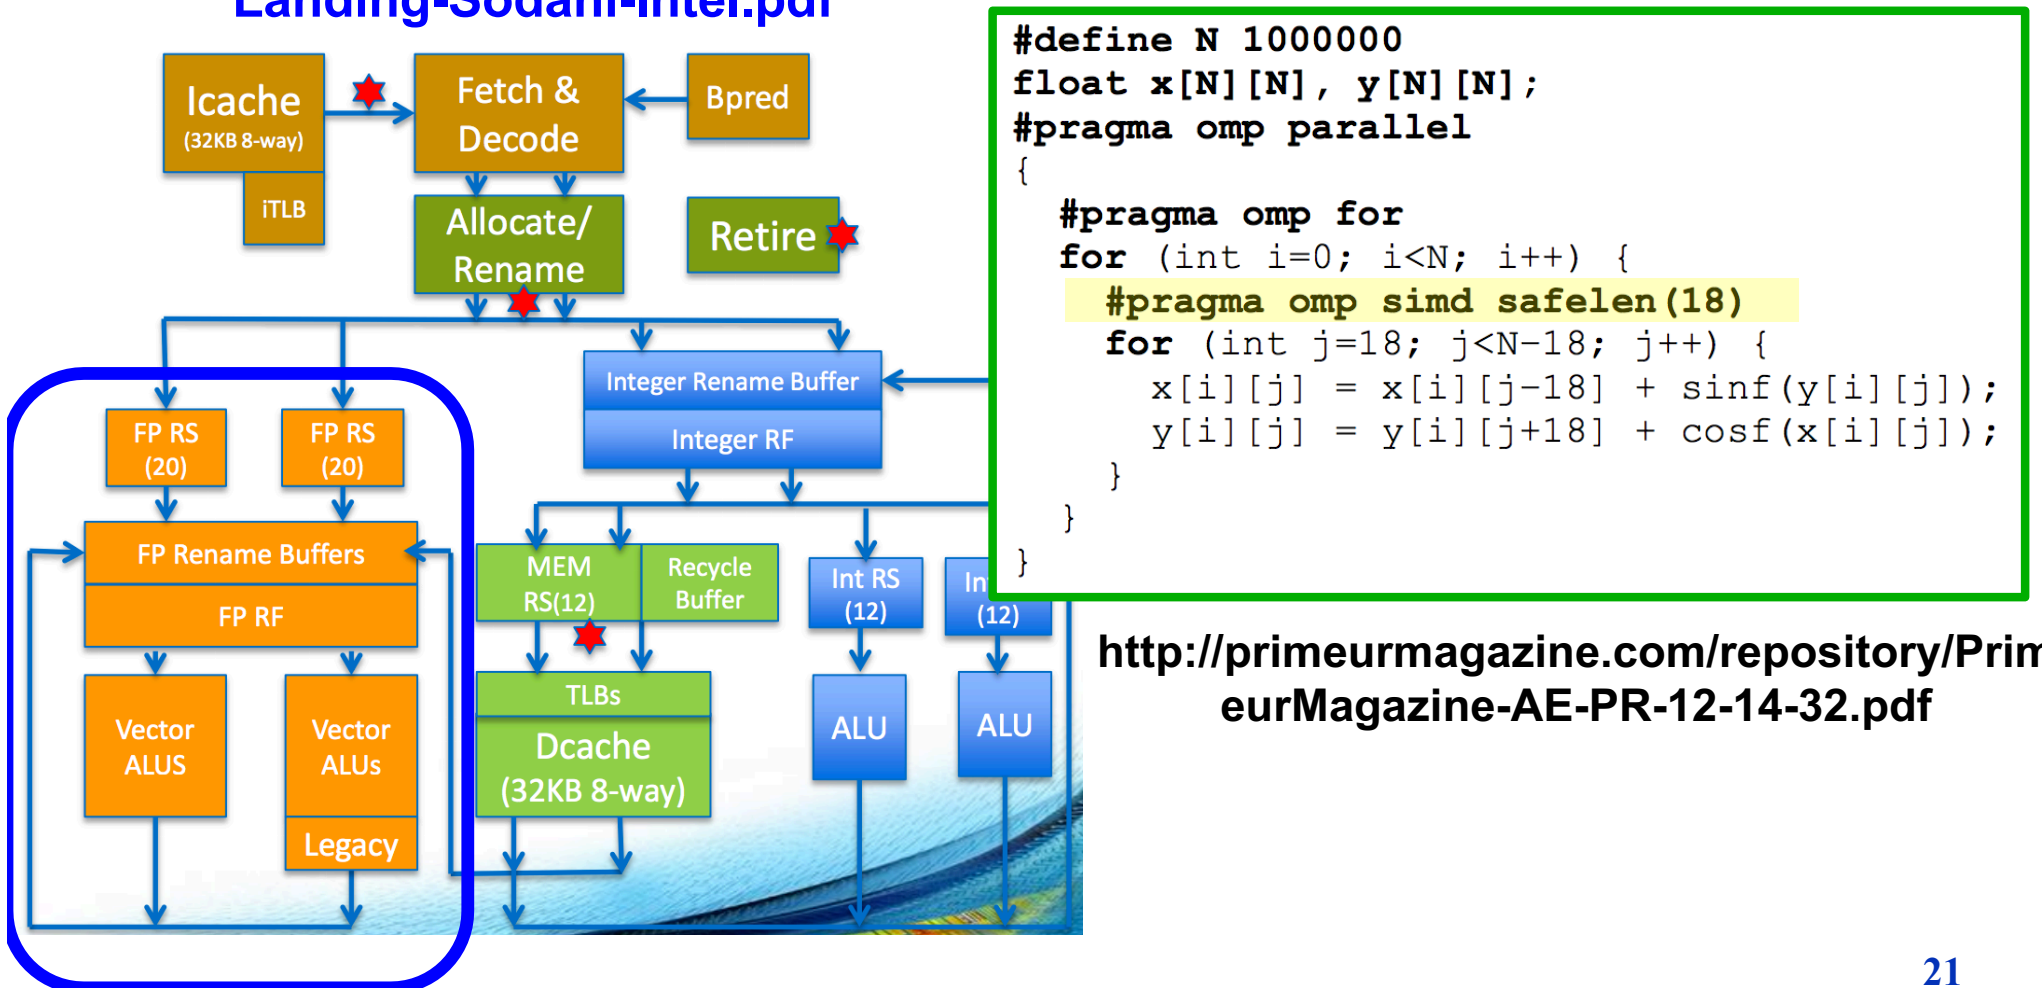 Landing-Sodani-Intel.pdf
Icache
(32KB 8-way)
iTLB
Fetch &
Decode
Bpred
Allocate/
Rename
Retire
FP RS
(20)
FP RS
(20)
Integer Rename Buffer
Integer RF
FP Rename Buffers
FP RF
MEM
RS(12)
Recycle
Buffer
Int RS
(12)
(12)
Vector
ALUS
Vector
ALUs
Legacy
TLBs
Dcache
(32KB 8-way)
ALU
ALU
#define N 1000000
float x[N][N], y[N][N];
#pragma omp parallel
{
#pragma omp for
for (int i=0; i<N; i++) {
#pragma omp simd safelen(18)
for (int j=18; j<N-18; j++) {
x[i][j] = x[i][j-18] + sinf(y[i][j]);
y[i][j] = y[i][j+18] + cosf(x[i][j]);
}
}
}
http://primeurmagazine.com/repository/Prim
eurMagazine-AE-PR-12-14-32.pdf
21